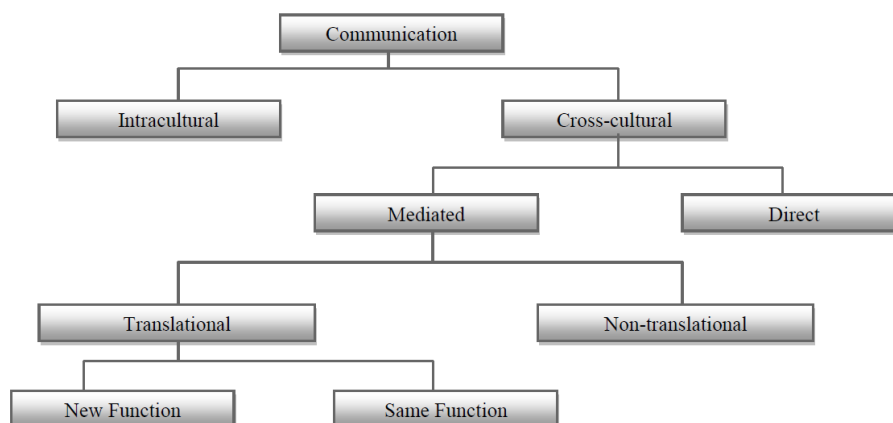 Communication
Intracultural
Cross-cultural
Mediated
Direct
Translational
Non-translational
New Function
Same Function